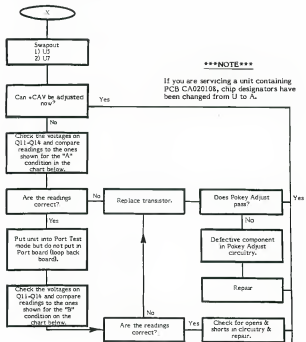 X
Swapout
1) U5
2) U7
***NOTE***
If you are servicing a unit containing
PCB CA020108, chip designators have
been changed from U to A.
Can +CAV be adjusted
now?
Yes
No
Check the voltages on
Q11-Q14 and compare
readings to the ones
shown for the "A"
condition in the
chart below.
Are the readings
correct?
No
Replace transistor.
Does Pokey Adjust
pass?
Yes
Yes
No
Put unit into Port Test
mode but do not put in
Port board (loop back
board).
Defective component
in Pokey Adjust
circuitry.
Repair
Check the voltages on
Q11-Q14 and compare
readings to the ones
shown for the "B"
condition on the
chart below.
No
Are the readings
correct?
Yes
Check for opens &
shorts in circuitry &
repair.